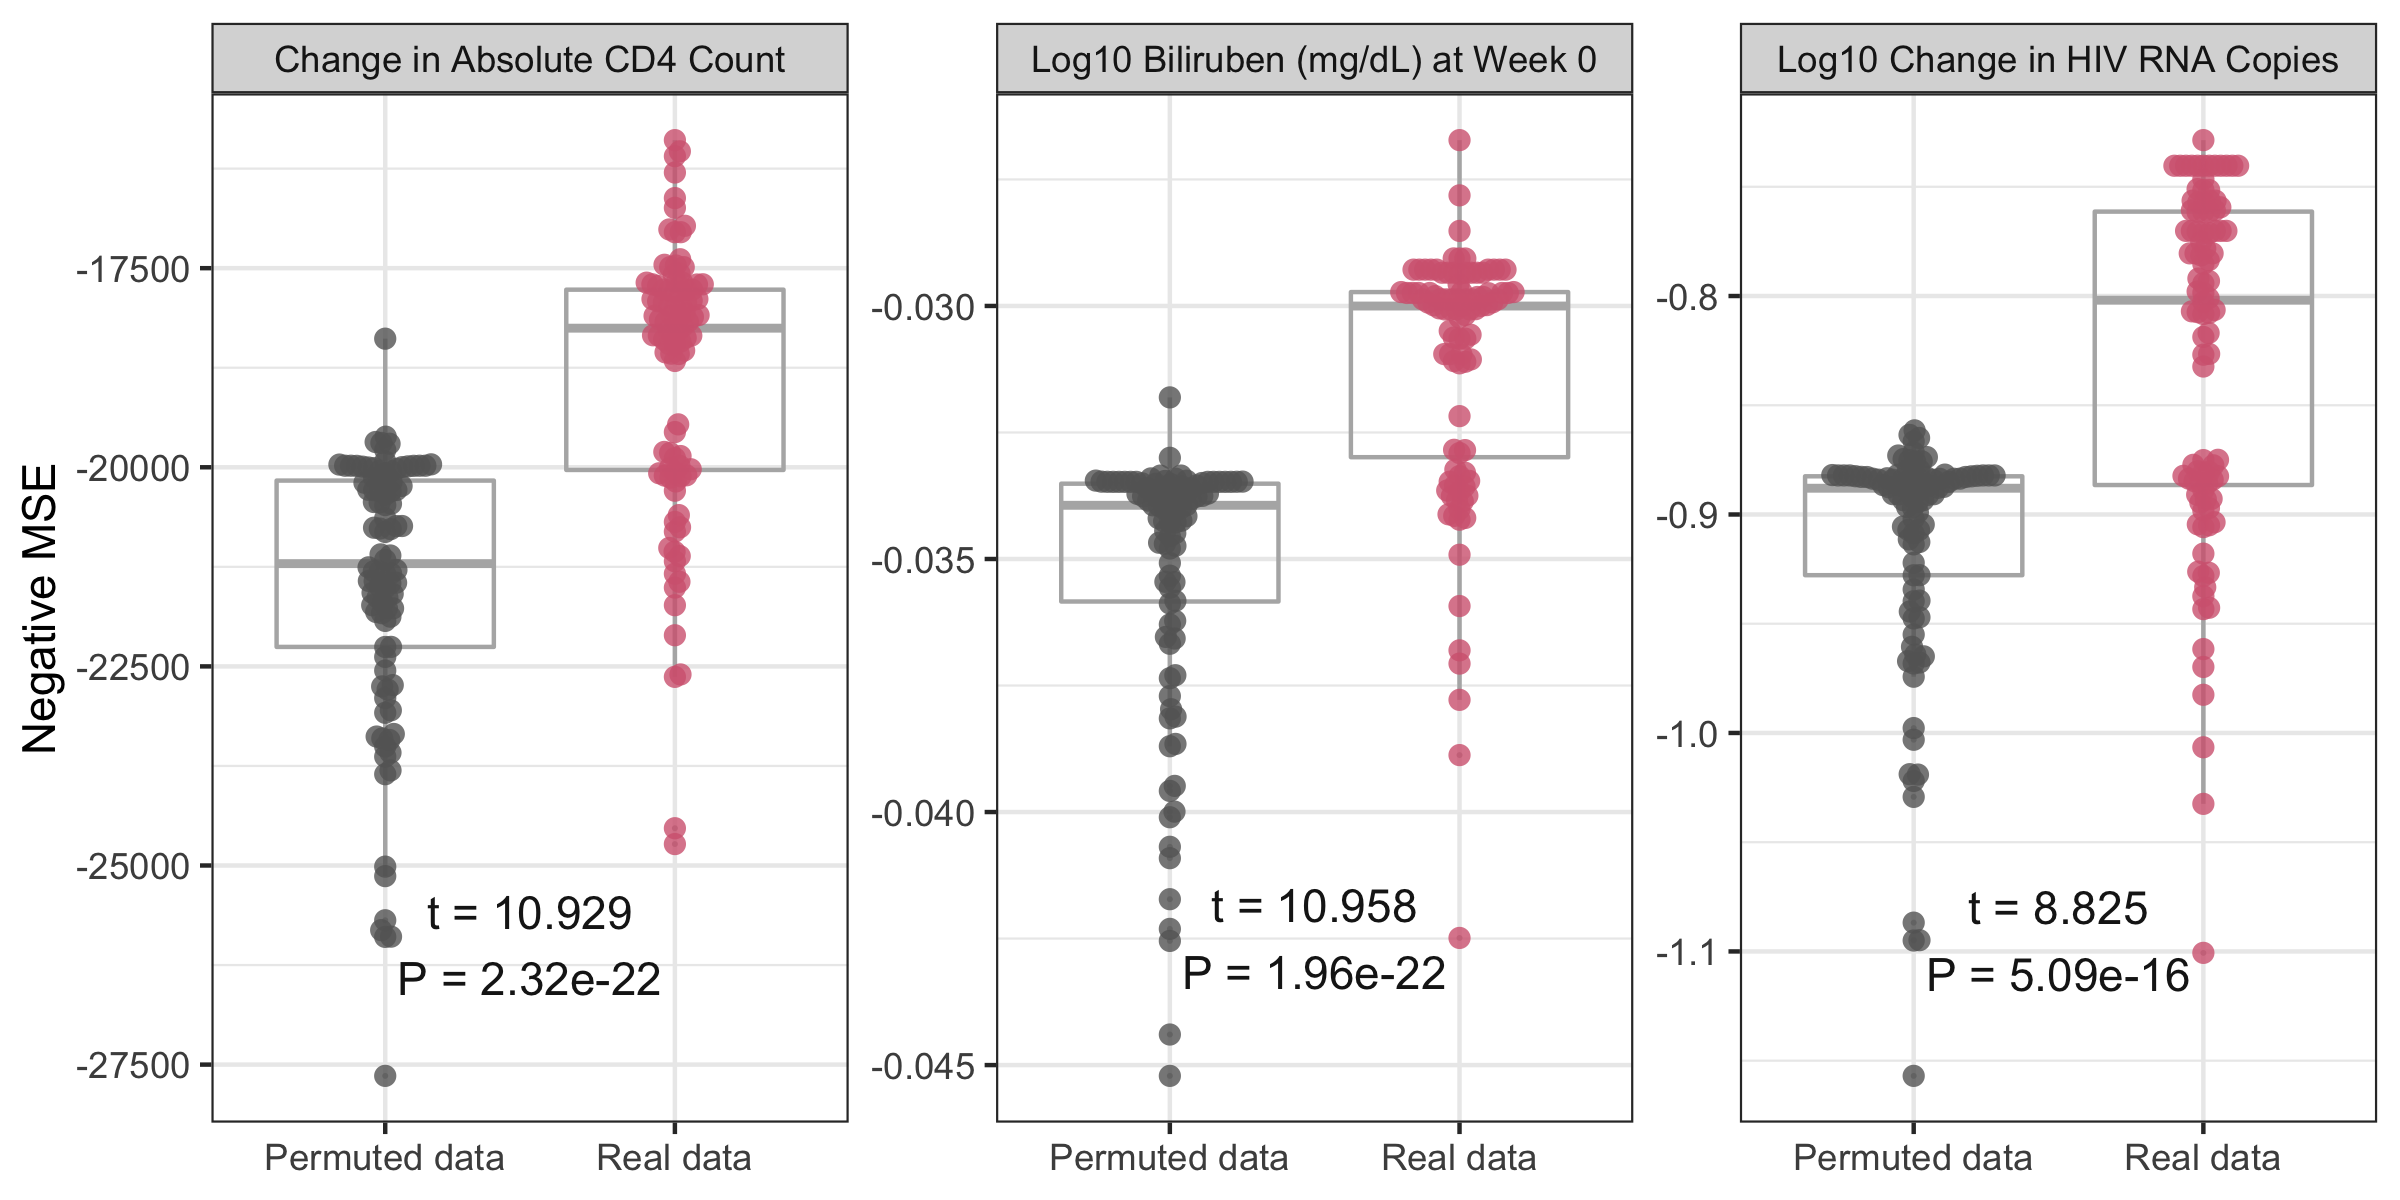 Change in Absolute CD4 Count
Log10 Biliruben (mg/dL) at Week 0
Log10 Change in HIV RNA Copies
Negative MSE
-17500
-20000
-22500
-25000
-27500
t = 10.929
P = 2.32e-22
Permuted data
Real data
-0.030
-0.035
-0.040
-0.045
t = 10.958
P = 1.96e-22
Permuted data
Real data
-0.8
-0.9
-1.0
-1.1
t = 8.825
P = 5.09e-16
Permuted data
Real data